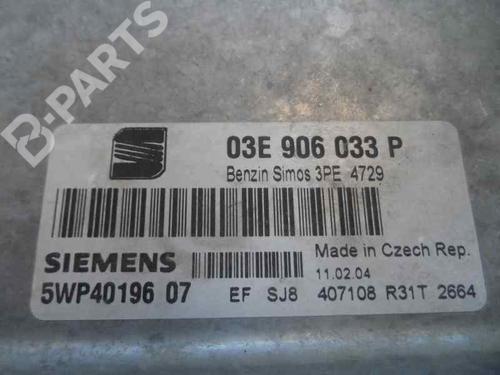 B-PARTS
03E 906 033 P
Benzin Simos 3PE 4729
SIEMENS
Made in Czech Rep.
11.02.04
5WP40196 07
EF SJ8 407108 R31T 2664